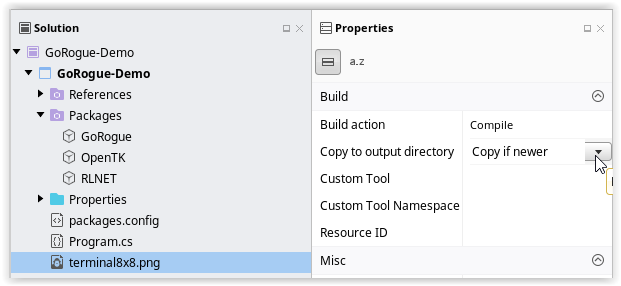 Solution
GoRogue-Demo
GoRogue-Demo
References
Packages
GoRogue
OpenTK
RLNET
Properties
packages.config
Program.cs
terminal8x8.png
Properties
a.z
Build
Build action Compile
Copy to output directory Copy if newer
Custom Tool
Custom Tool Namespace
Resource ID
Misc